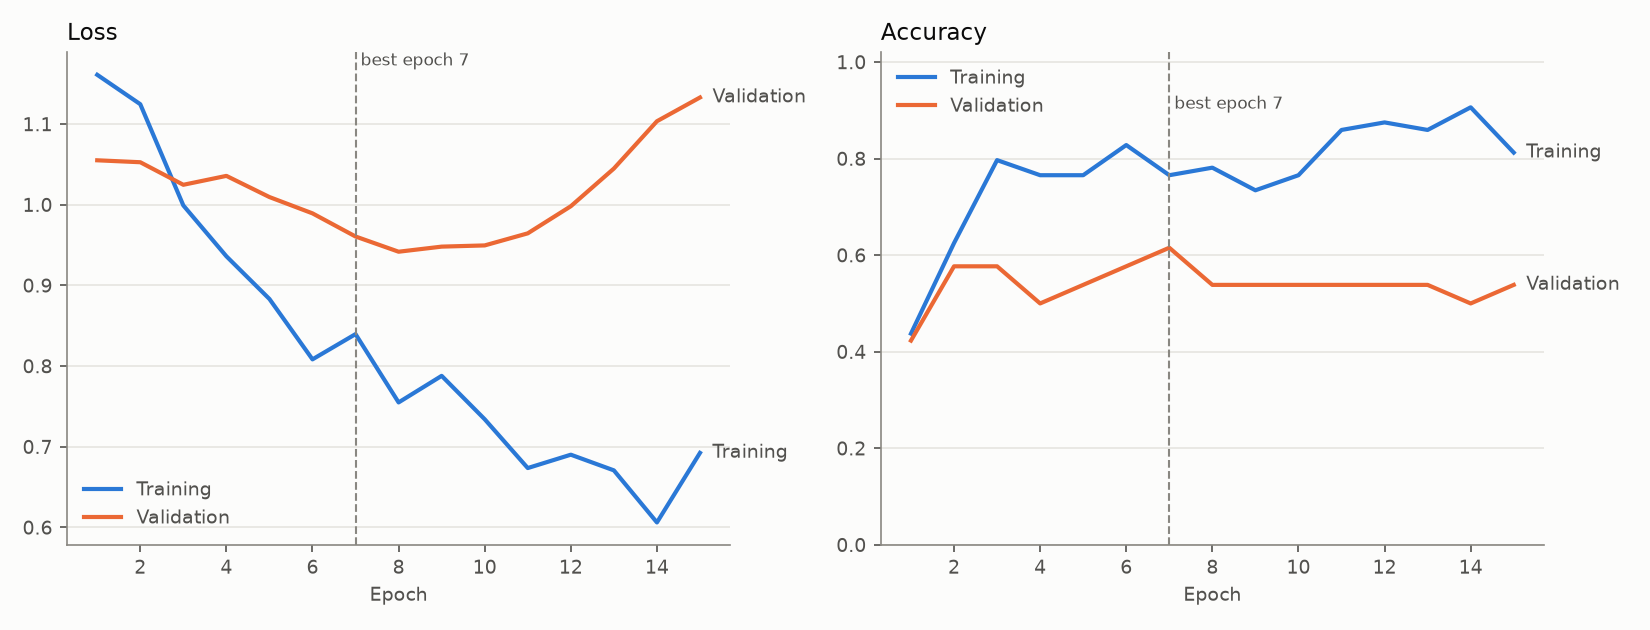 Loss
best epoch 7
Validation
Training
Training
Validation
1.1
1.0
0.9
0.8
0.7
0.6
2 4 6 8 10 12 14
Epoch
Accuracy
Training
Validation
best epoch 7
Training
Validation
1.0
0.8
0.6
0.4
0.2
0.0
2 4 6 8 10 12 14
Epoch